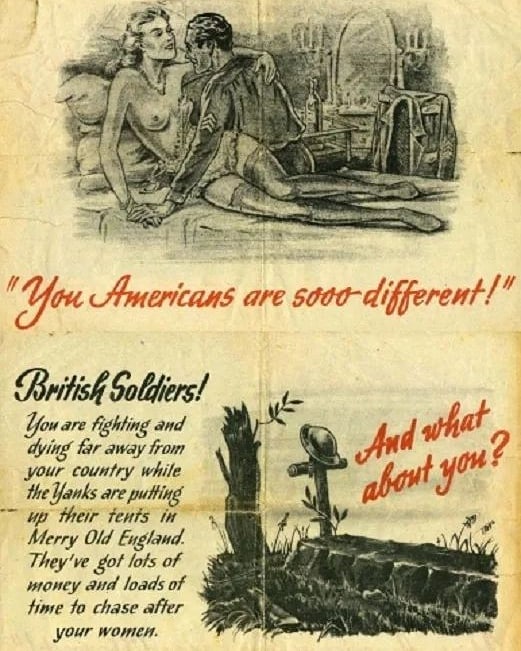 "You Americans are sooo different!"
British Soldiers!
You are fighting and
dying far away from
your country while
the Yanks are putting
up their tents in
Merry Old England.
They've got lots of
money and loads of
time to chase after
your women.
And what
about you?